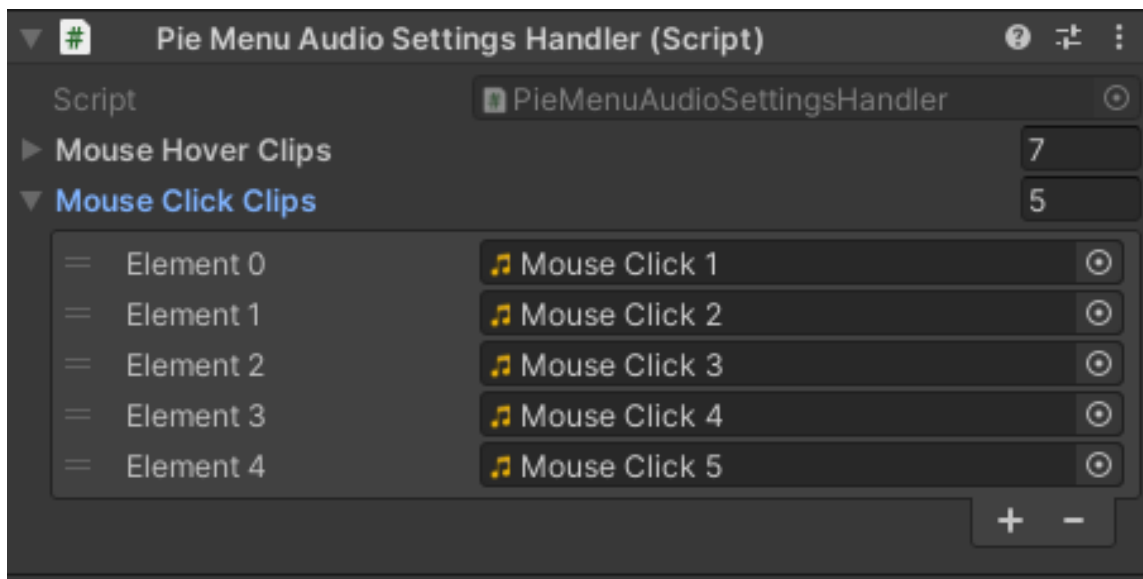 Pie Menu Audio Settings Handler (Script)
Script PieMenuAudioSettingsHandler
Mouse Hover Clips 7
Mouse Click Clips 5
Element 0 Mouse Click 1
Element 1 Mouse Click 2
Element 2 Mouse Click 3
Element 3 Mouse Click 4
Element 4 Mouse Click 5
+ −